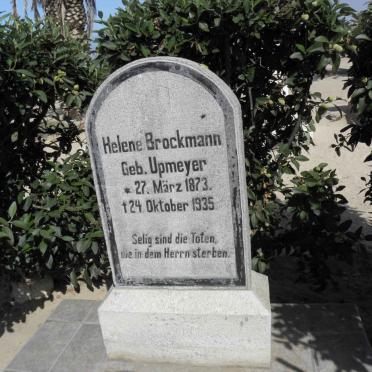 Helene Brockmann
Geb. Upmeyer
* 27. März 1873.
† 24. Oktober 1935
Selig sind die Toten,
die in dem Herrn sterben.